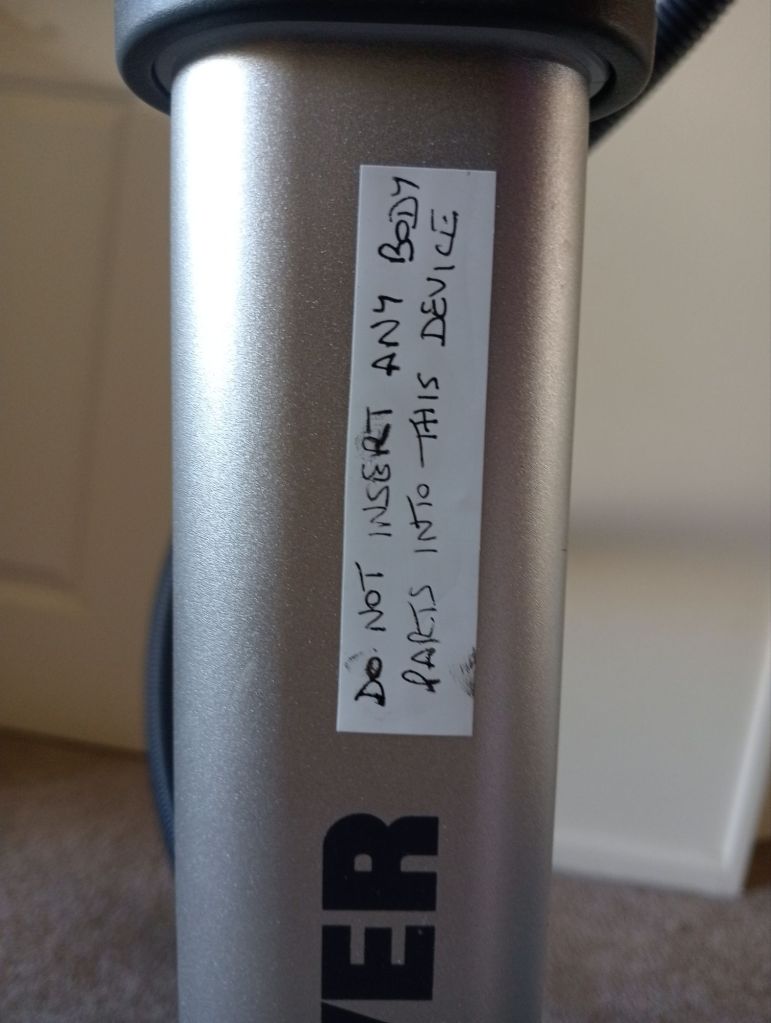 DO NOT INSERT ANY BODY
PARTS INTO THIS DEVICE
VER